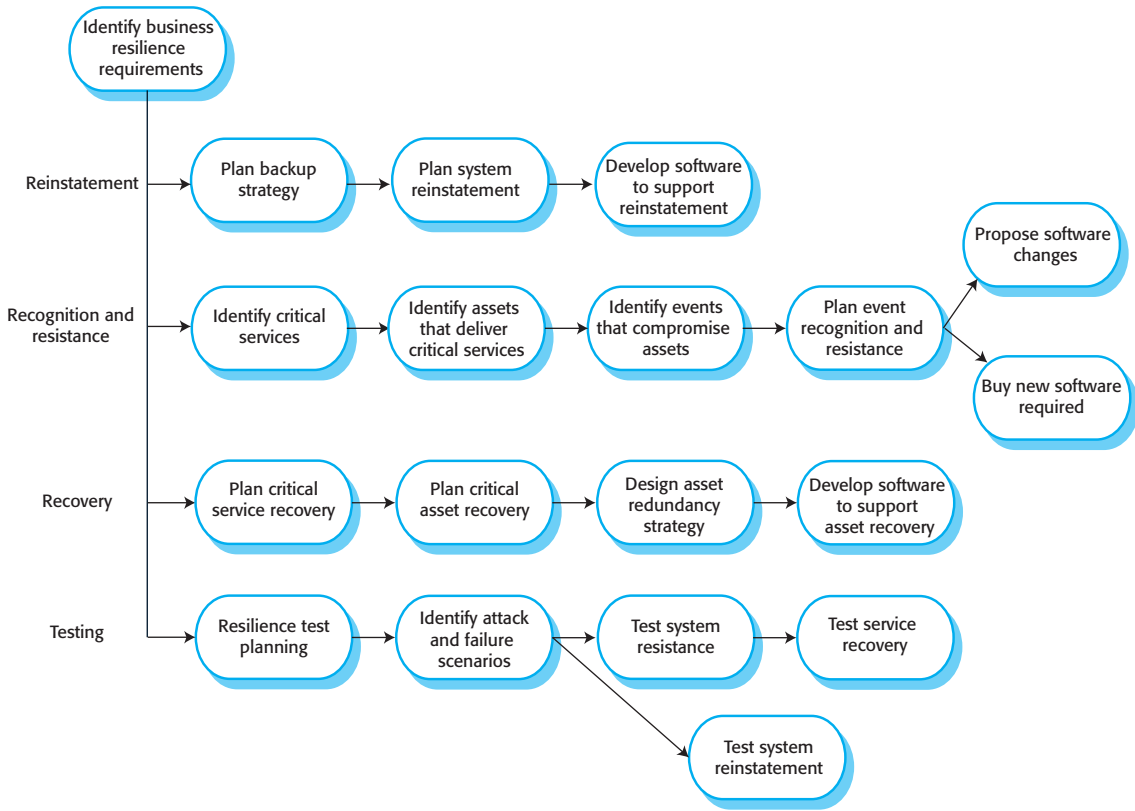 Identify business
resilience
requirements
Reinstatement
Plan backup
strategy
Plan system
reinstatement
Develop software
to support
reinstatement
Propose software
changes
Recognition and
resistance
Identify critical
services
Identify assets
that deliver
critical services
Identify events
that compromise
assets
Plan event
recognition and
resistance
Buy new software
required
Recovery
Plan critical
service recovery
Plan critical
asset recovery
Design asset
redundancy
strategy
Develop software
to support
asset recovery
Testing
Resilience test
planning
Identify attack
and failure
scenarios
Test system
resistance
Test service
recovery
Test system
reinstatement